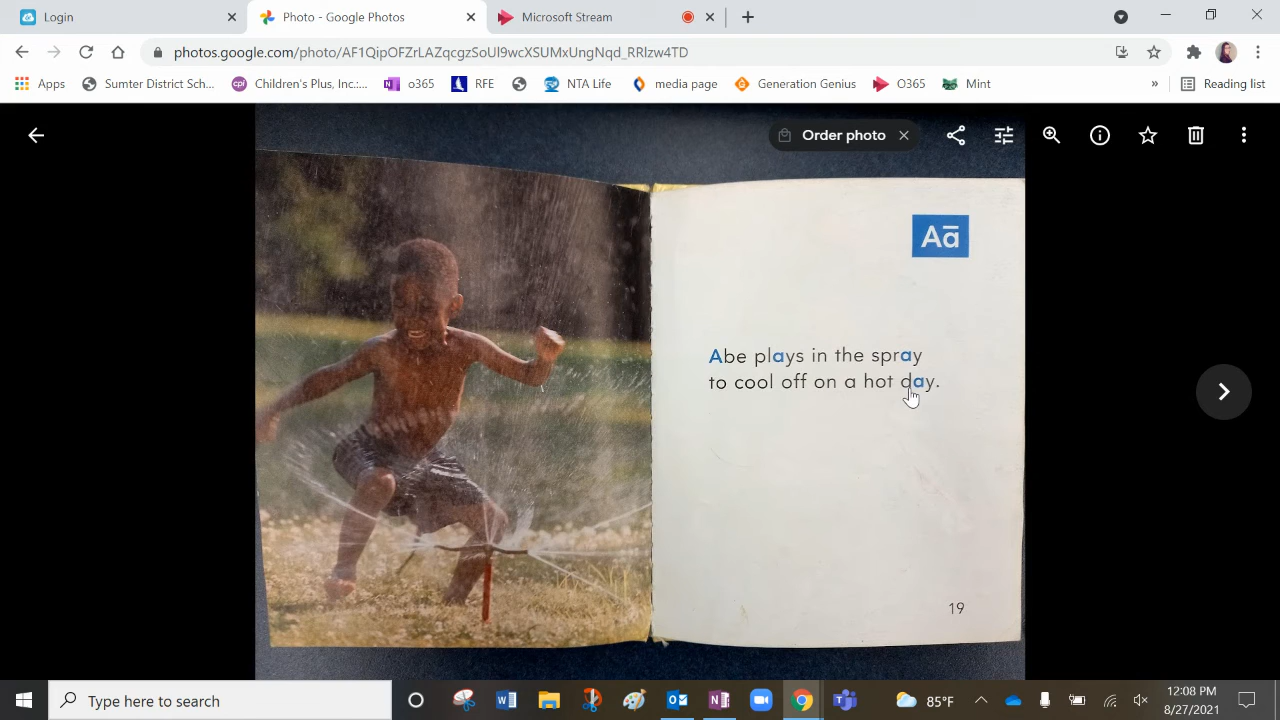 Login
Photo - Google Photos
Microsoft Stream
photos.google.com/photo/AF1QipOFZrLAZqcgzSoUl9wcXSUMxUngNqd_RRIzw4TD
Apps
Sumter District Sch...
cpi
Children's Plus, Inc.:...
o365
RFE
NTA Life
media page
Generation Genius
O365
Mint
»
Reading list
Order photo
Aā
Abe plays in the spray
to cool off on a hot day.
19
Type here to search
85°F
12:08 PM
8/27/2021